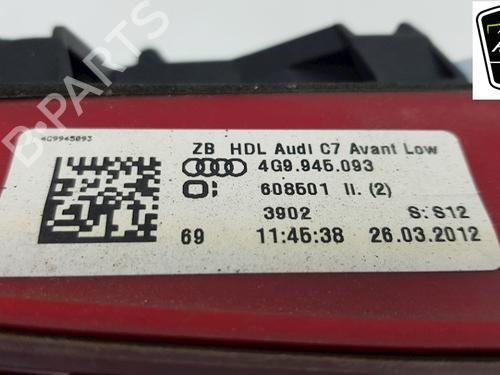 4G9945093
ZB HDL Audi C7 Avant Low
4G9.945.093
608501 II. (2)
3902 S: S12
69 11:45:38 26.03.2012
B-PARTS